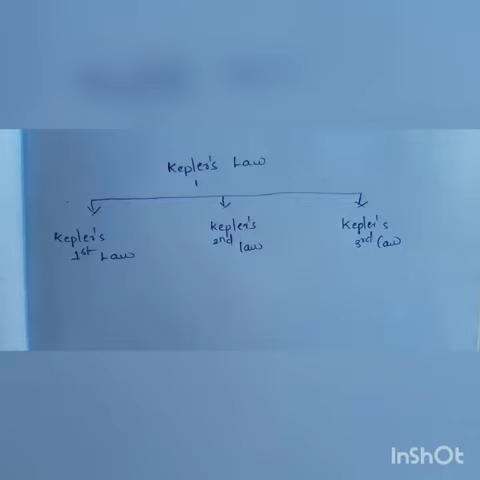 Kepler's Law
Kepler's
1st Law
Kepler's
2nd law
Kepler's
3rd Law
InShOt